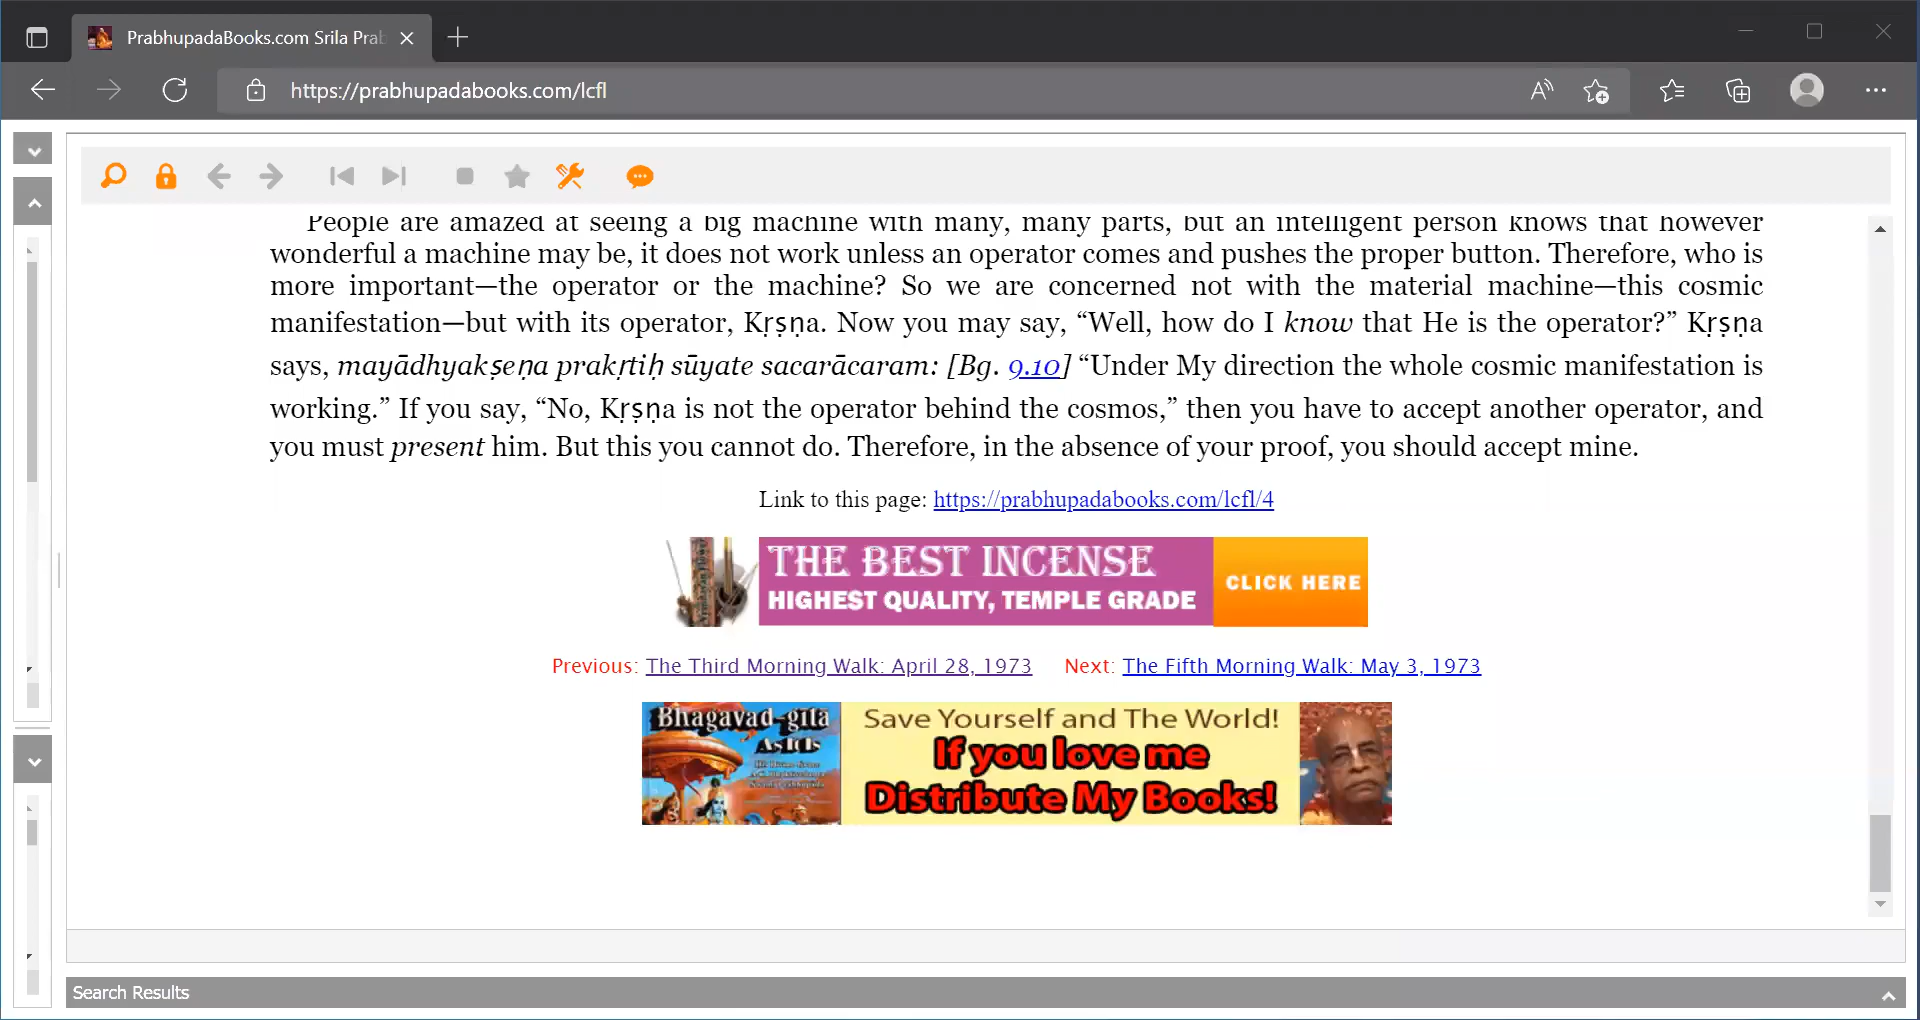 PrabhupadaBooks.com Srila Prab
https://prabhupadabooks.com/lcfl
People are amazed at seeing a big machine with many, many parts, but an intelligent person knows that however
wonderful a machine may be, it does not work unless an operator comes and pushes the proper button. Therefore, who is
more important—the operator or the machine? So we are concerned not with the material machine—this cosmic
manifestation—but with its operator, Kṛṣṇa. Now you may say, “Well, how do I know that He is the operator?” Kṛṣṇa
says, mayādhyakṣeṇa prakṛtiḥ sūyate sacarācaram: [Bg. 9.10] “Under My direction the whole cosmic manifestation is
working.” If you say, “No, Kṛṣṇa is not the operator behind the cosmos,” then you have to accept another operator, and
you must present him. But this you cannot do. Therefore, in the absence of your proof, you should accept mine.
Link to this page: https://prabhupadabooks.com/lcfl/4
THE BEST INCENSE
HIGHEST QUALITY, TEMPLE GRADE
CLICK HERE
Previous: The Third Morning Walk: April 28, 1973 Next: The Fifth Morning Walk: May 3, 1973
Bhagavad-gita
As It Is
Save Yourself and The World!
If you love me
Distribute My Books!
Search Results